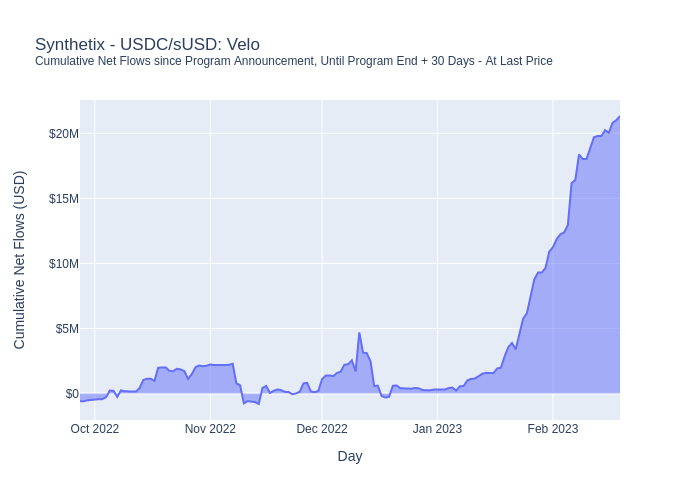 Synthetix - USDC/sUSD: Velo
Cumulative Net Flows since Program Announcement, Until Program End + 30 Days - At Last Price
Cumulative Net Flows (USD)
$20M
$15M
$10M
$5M
$0
Oct 2022
Nov 2022
Dec 2022
Jan 2023
Feb 2023
Day